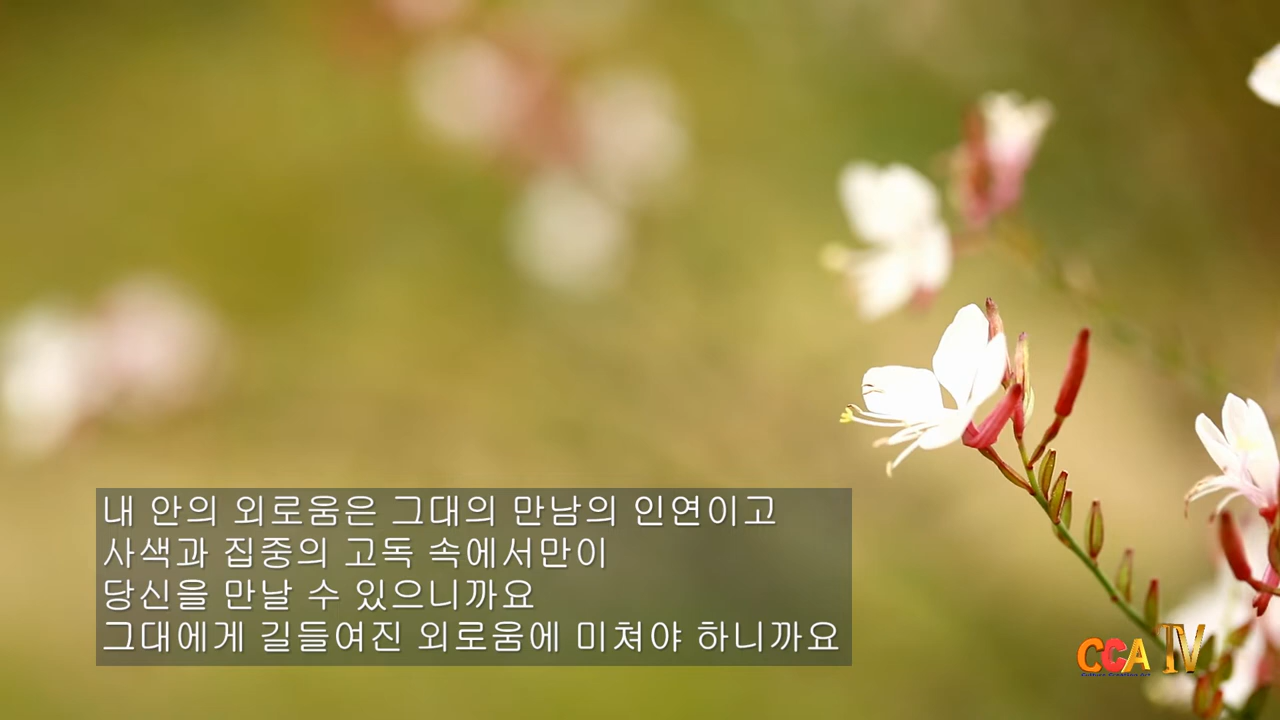 내 안의 외로움은 그대의 만남의 인연이고
사색과 집중의 고독 속에서만이
당신을 만날 수 있으니까요
그대에게 길들여진 외로움에 미쳐야 하니까요
CCA TV
Culture Creation Art